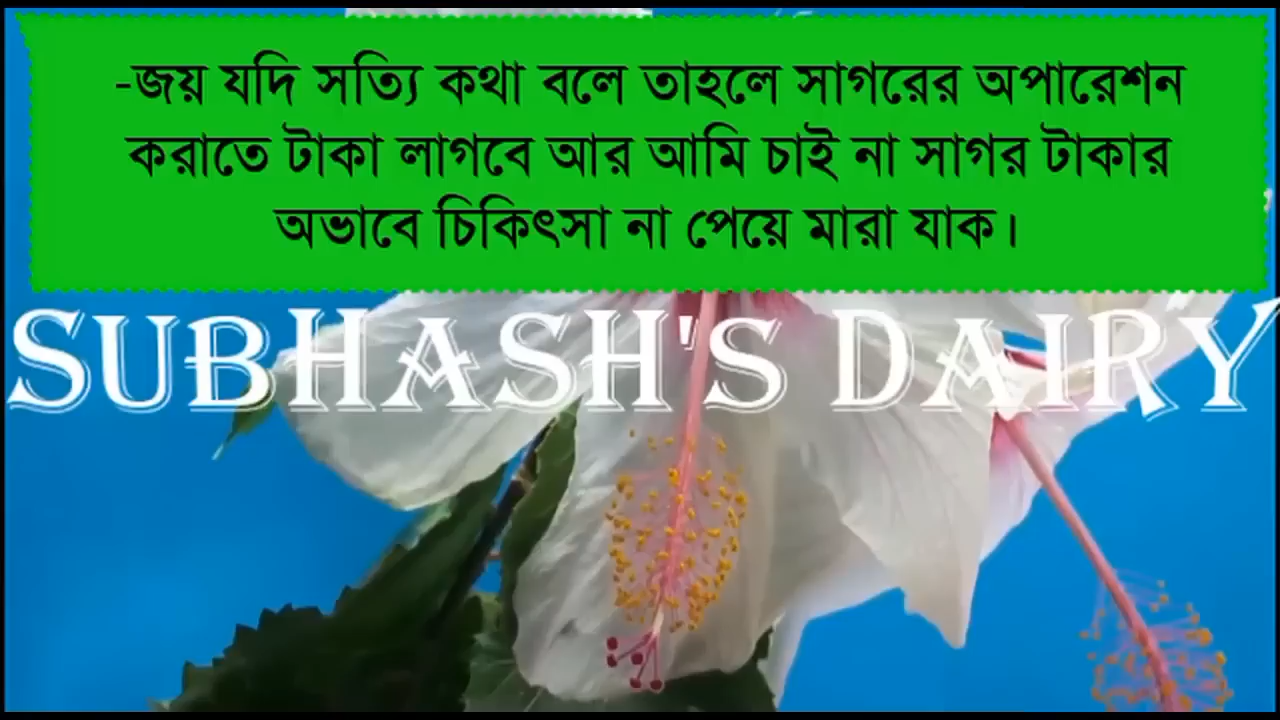 -জয় যদি সত্যি কথা বলে তাহলে সাগরের অপারেশন
করাতে টাকা লাগবে আর আমি চাই না সাগর টাকার
অভাবে চিকিৎসা না পেয়ে মারা যাক।
SUBHASH'S DAIRY